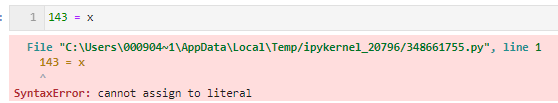 1 143 = x
File "C:\Users\000904~1\AppData\Local\Temp/ipykernel_20796/348661755.py", line 1
143 = x
^
SyntaxError: cannot assign to literal